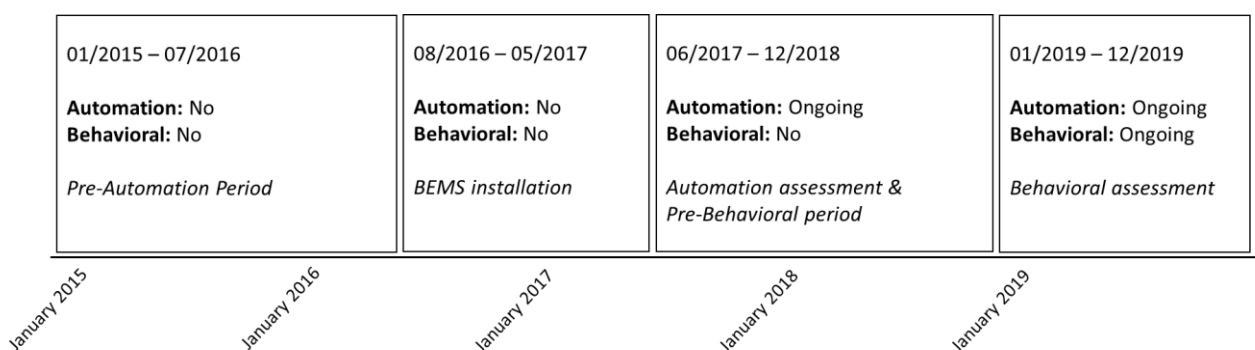 01/2015 – 07/2016
Automation: No
Behavioral: No
Pre-Automation Period
08/2016 – 05/2017
Automation: No
Behavioral: No
BEMS installation
06/2017 – 12/2018
Automation: Ongoing
Behavioral: No
Automation assessment &
Pre-Behavioral period
01/2019 – 12/2019
Automation: Ongoing
Behavioral: Ongoing
Behavioral assessment
January 2015
January 2016
January 2017
January 2018
January 2019